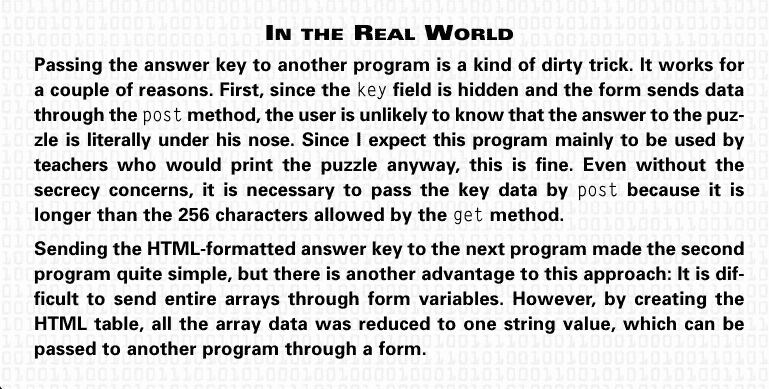 IN THE REAL WORLD
Passing the answer key to another program is a kind of dirty trick. It works for
a couple of reasons. First, since the key field is hidden and the form sends data
through the post method, the user is unlikely to know that the answer to the puz-
zle is literally under his nose. Since I expect this program mainly to be used by
teachers who would print the puzzle anyway, this is fine. Even without the
secrecy concerns, it is necessary to pass the key data by post because it is
longer than the 256 characters allowed by the get method.
Sending the HTML-formatted answer key to the next program made the second
program quite simple, but there is another advantage to this approach: It is dif-
ficult to send entire arrays through form variables. However, by creating the
HTML table, all the array data was reduced to one string value, which can be
passed to another program through a form.